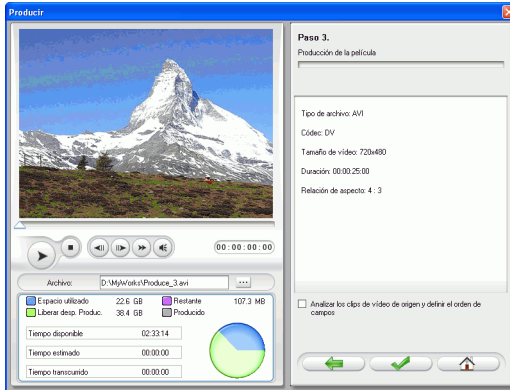 Producir
Paso 3.
Producción de la película
Tipo de archivo: AVI
Códec: DV
Tamaño de vídeo: 720x480
Duración: 00:00:25:00
Relación de aspecto: 4 : 3
00 : 00 : 00 : 00
Archivo: D:\MyWorks\Produce_3.avi ...
Espacio utilizado 22.6 GB Restante 107.3 MB
Liberar desp. Produc. 38.4 GB Producido
Tiempo disponible 02:33:14
Tiempo estimado 00:00:00
Tiempo transcurrido 00:00:00
Analizar los clips de vídeo de origen y definir el orden de
campos